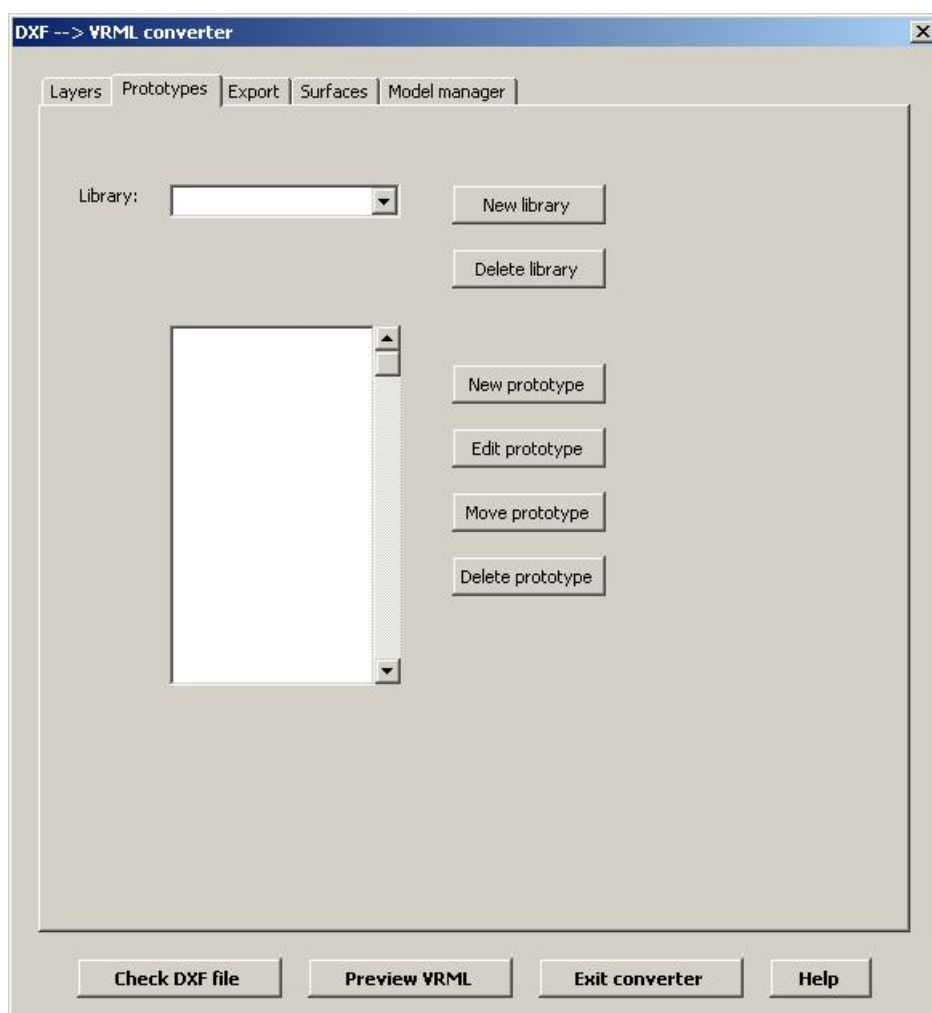 DXF --> VRML converter
Layers Prototypes Export Surfaces Model manager
Library:
New library
Delete library
New prototype
Edit prototype
Move prototype
Delete prototype
Check DXF file Preview VRML Exit converter Help